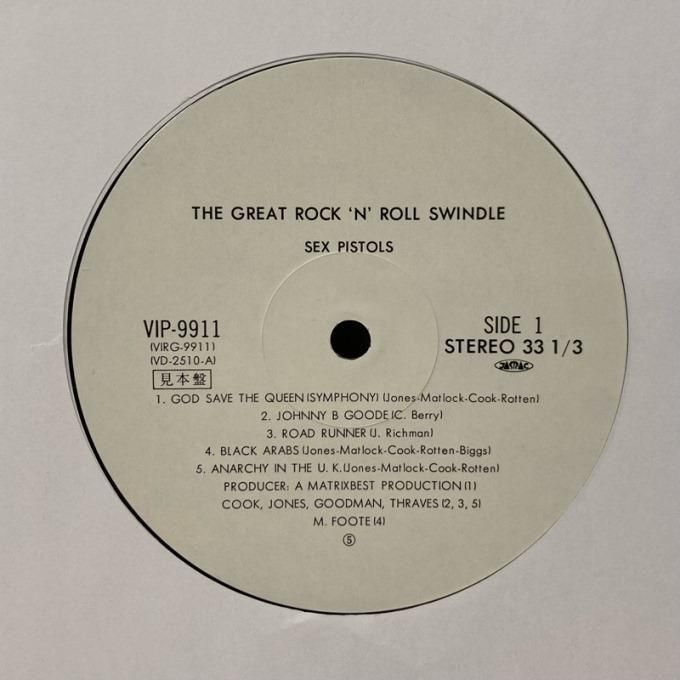 THE GREAT ROCK 'N' ROLL SWINDLE
SEX PISTOLS
VIP-9911
(VIRG-9911)
(VD-2510-A)
見本盤
SIDE 1
STEREO 33 1/3
JASRAC
1. GOD SAVE THE QUEEN(SYMPHONY) (Jones-Matlock-Cook-Rotten)
2. JOHNNY B GOODE(C. Berry)
3. ROAD RUNNER(J. Richman)
4. BLACK ARABS(Jones-Matlock-Cook-Rotten-Biggs)
5. ANARCHY IN THE U. K.(Jones-Matlock-Cook-Rotten)
PRODUCER: A MATRIXBEST PRODUCTION(1)
COOK, JONES, GOODMAN, THRAVES(2, 3, 5)
M. FOOTE(4)
⑤